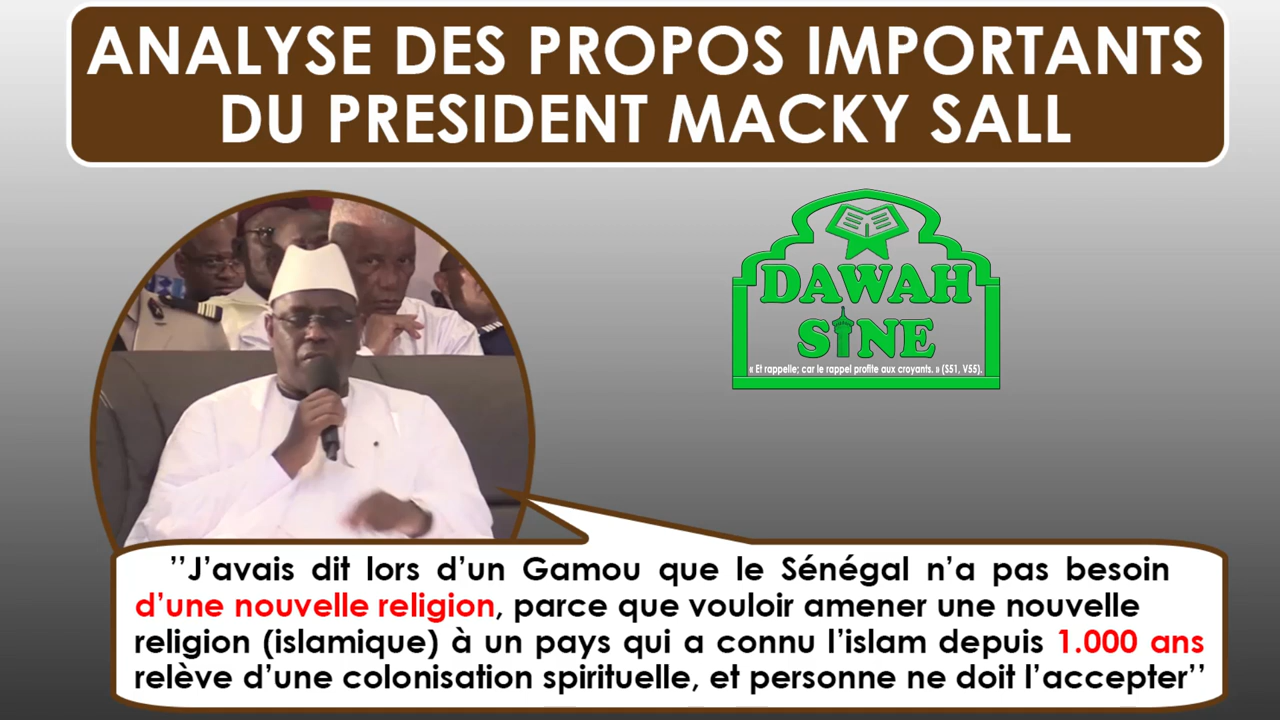 ANALYSE DES PROPOS IMPORTANTS
DU PRESIDENT MACKY SALL
DAWAH
SINE
« Et rappelle; car le rappel profite aux croyants. » (S51, V55).
’’J’avais dit lors d’un Gamou que le Sénégal n’a pas besoin
d’une nouvelle religion, parce que vouloir amener une nouvelle
religion (islamique) à un pays qui a connu l’islam depuis 1.000 ans
relève d’une colonisation spirituelle, et personne ne doit l’accepter’’